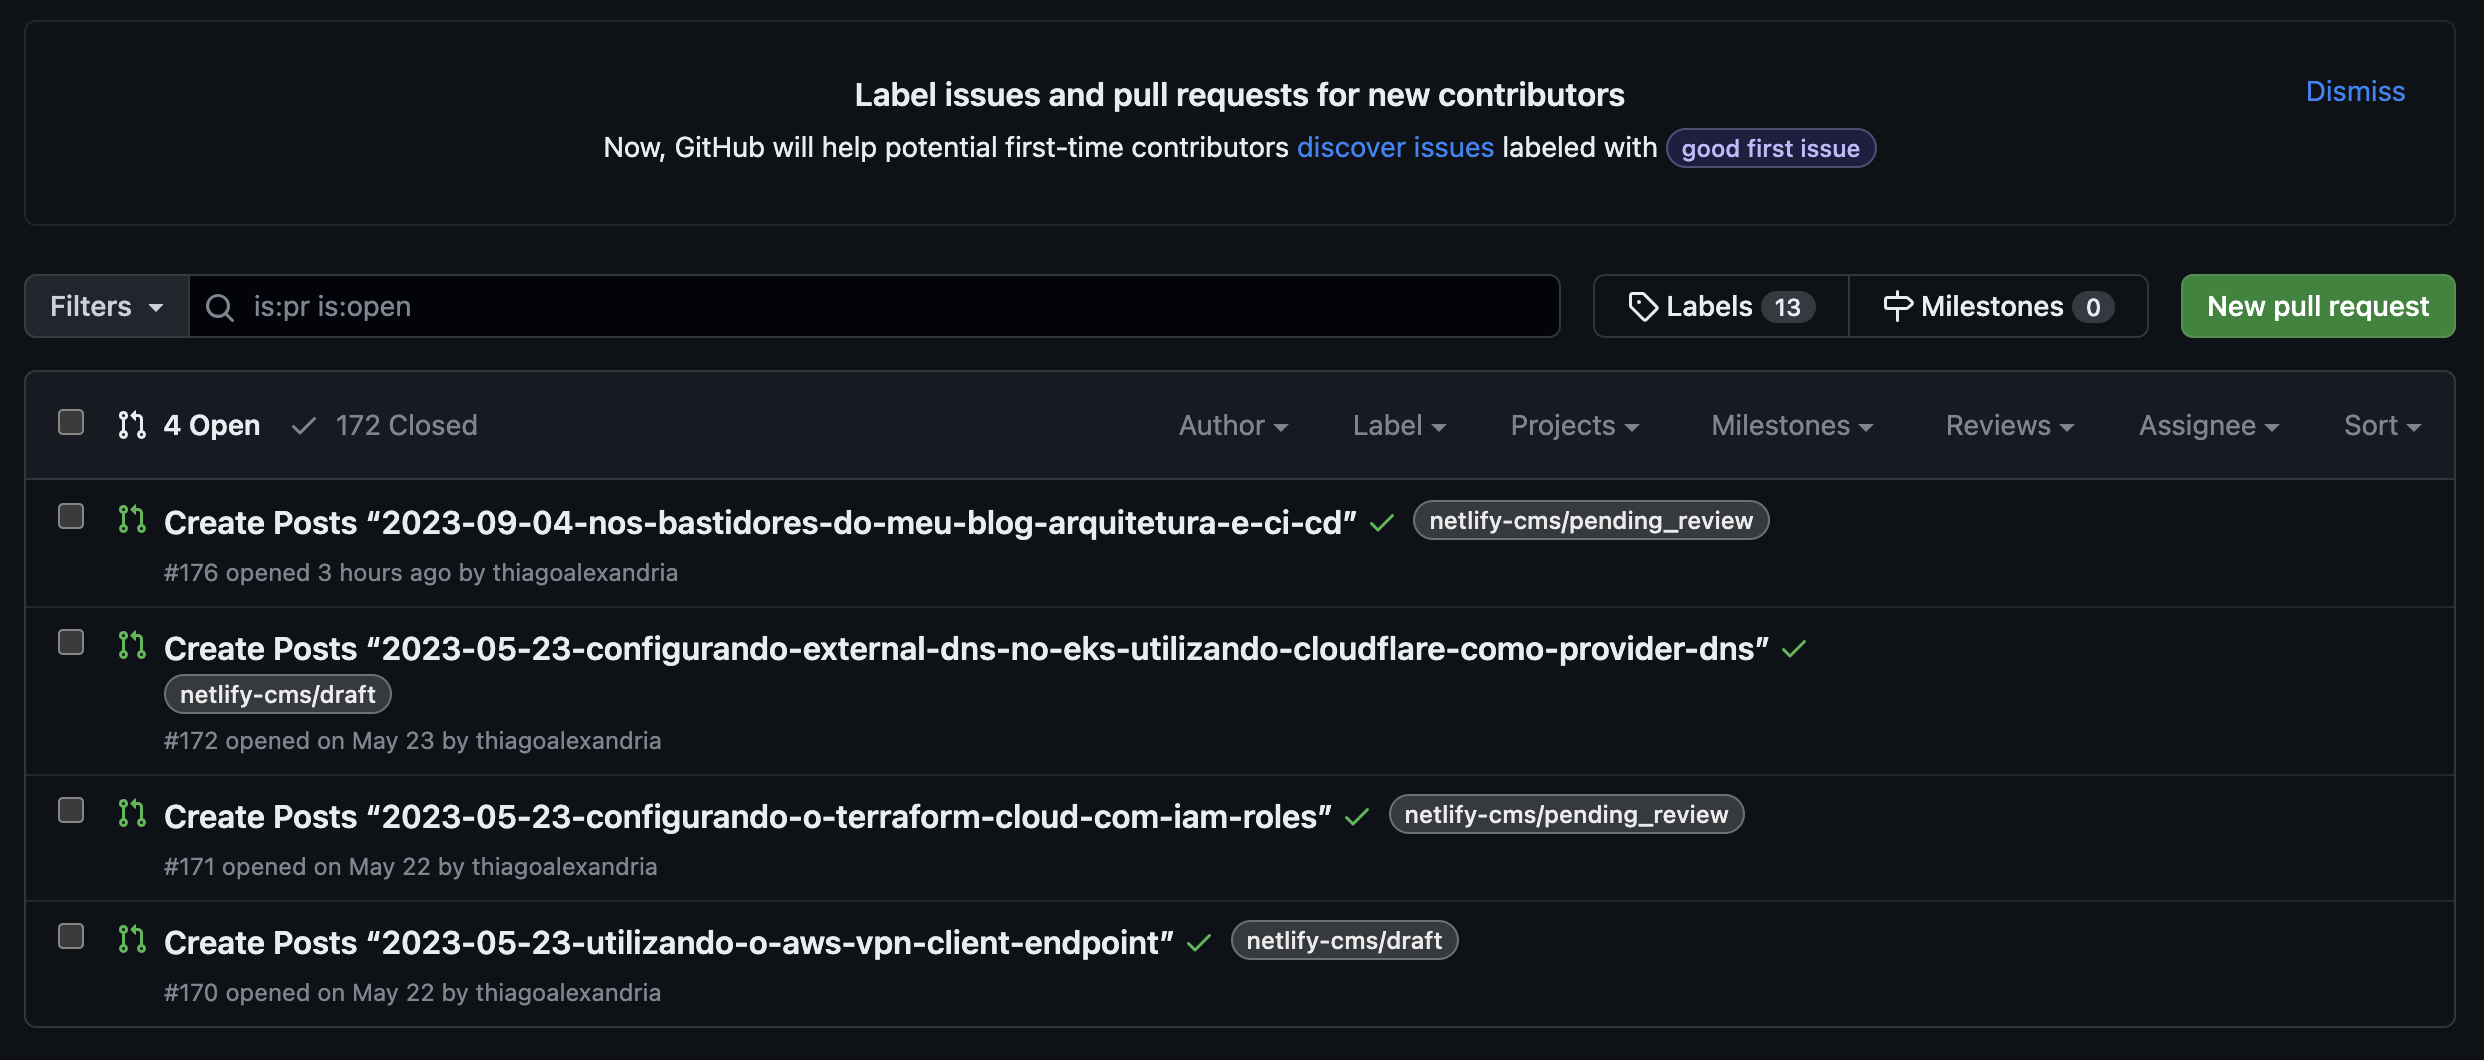 Label issues and pull requests for new contributors
Dismiss
Now, GitHub will help potential first-time contributors discover issues labeled with good first issue
Filters
is:pr is:open
Labels 13
Milestones 0
New pull request
4 Open
172 Closed
Author
Label
Projects
Milestones
Reviews
Assignee
Sort
Create Posts “2023-09-04-nos-bastidores-do-meu-blog-arquitetura-e-ci-cd” netlify-cms/pending_review
#176 opened 3 hours ago by thiagoalexandria
Create Posts “2023-05-23-configurando-external-dns-no-eks-utilizando-cloudflare-como-provider-dns”
netlify-cms/draft
#172 opened on May 23 by thiagoalexandria
Create Posts “2023-05-23-configurando-o-terraform-cloud-com-iam-roles” netlify-cms/pending_review
#171 opened on May 22 by thiagoalexandria
Create Posts “2023-05-23-utilizando-o-aws-vpn-client-endpoint” netlify-cms/draft
#170 opened on May 22 by thiagoalexandria